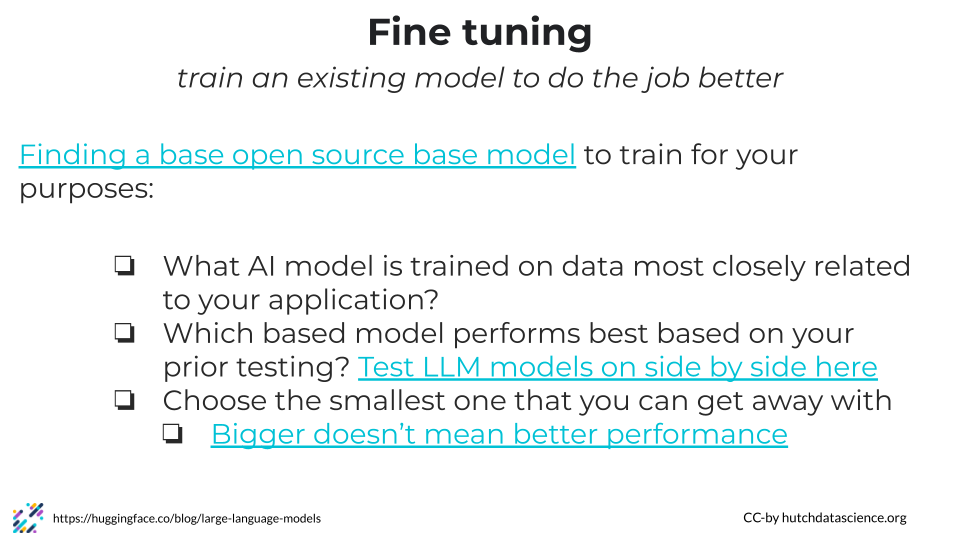 Fine tuning
train an existing model to do the job better
Finding a base open source base model to train for your
purposes:
❏ What AI model is trained on data most closely related
to your application?
❏ Which based model performs best based on your
prior testing? Test LLM models on side by side here
❏ Choose the smallest one that you can get away with
❏ Bigger doesn’t mean better performance
https://huggingface.co/blog/large-language-models
CC-by hutchdatascience.org